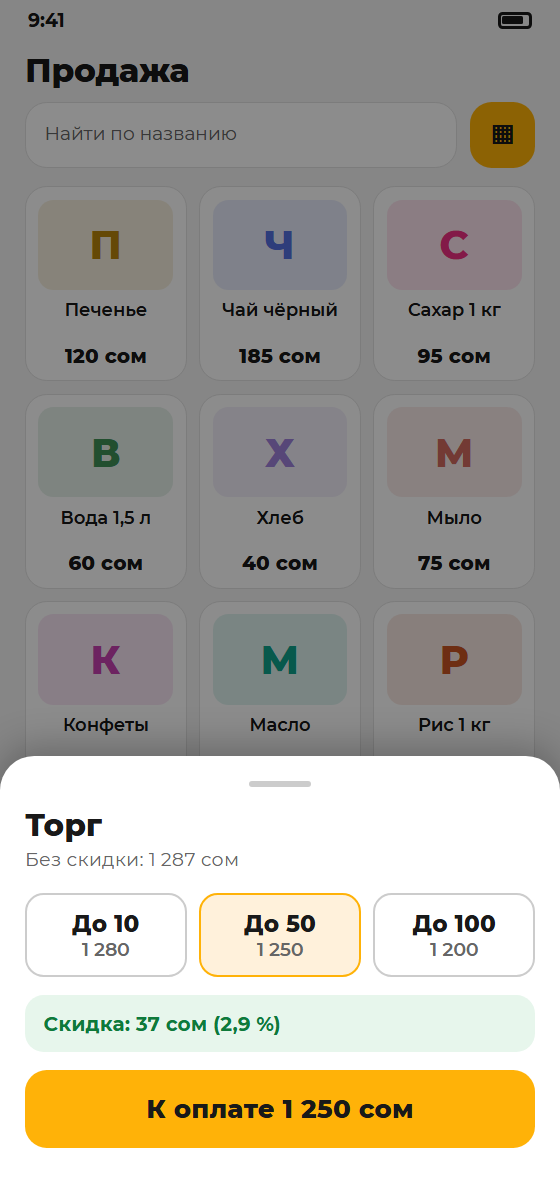 9:41
Продажа
Найти по названию
П
Ч
С
Печенье
Чай чёрный
Сахар 1 кг
120 сом
185 сом
95 сом
В
Х
М
Вода 1,5 л
Хлеб
Мыло
60 сом
40 сом
75 сом
К
М
Р
Конфеты
Масло
Рис 1 кг
Торг
Без скидки: 1 287 сом
До 10
До 50
До 100
1 280
1 250
1 200
Скидка: 37 сом (2,9 %)
К оплате 1 250 сом